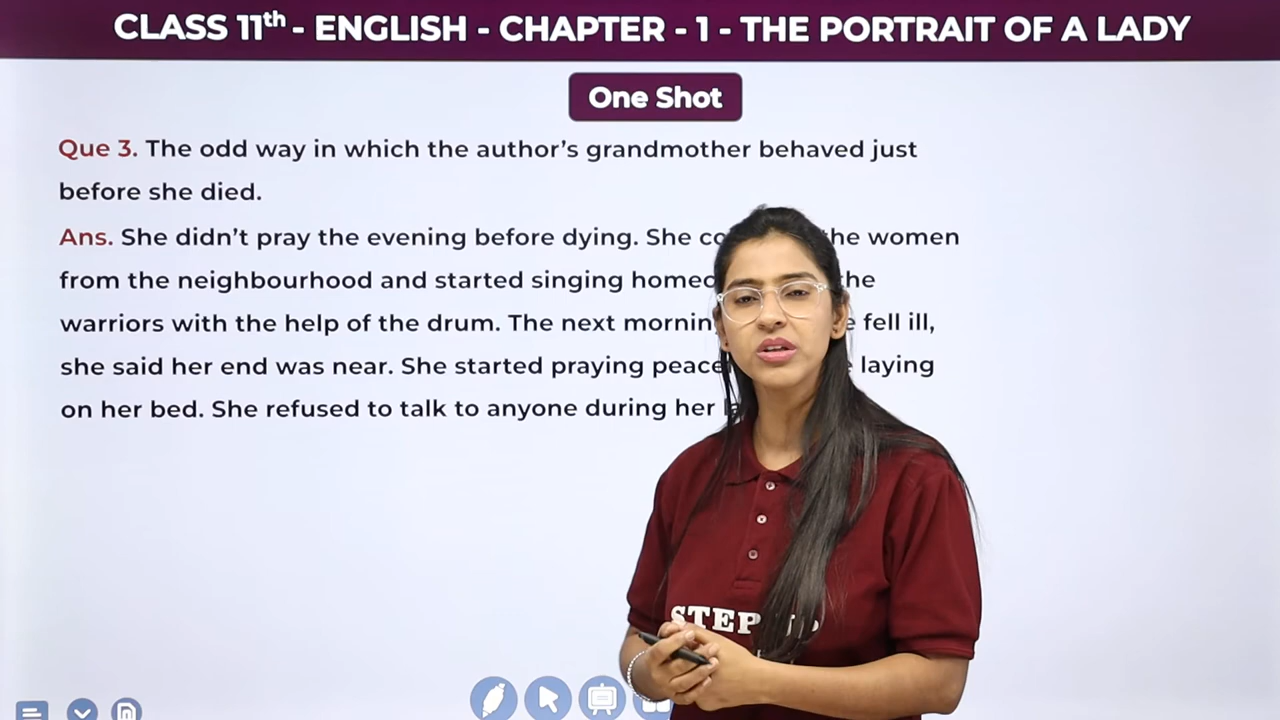 CLASS 11th - ENGLISH - CHAPTER - 1 - THE PORTRAIT OF A LADY
One Shot
Que 3. The odd way in which the author's grandmother behaved just
before she died.
Ans. She didn't pray the evening before dying. She the women
from the neighbourhood and started singing the
warriors with the help of the drum. The next fell ill,
she said her end was near. She started praying laying
on her bed. She refused to talk to anyone during her
STEP